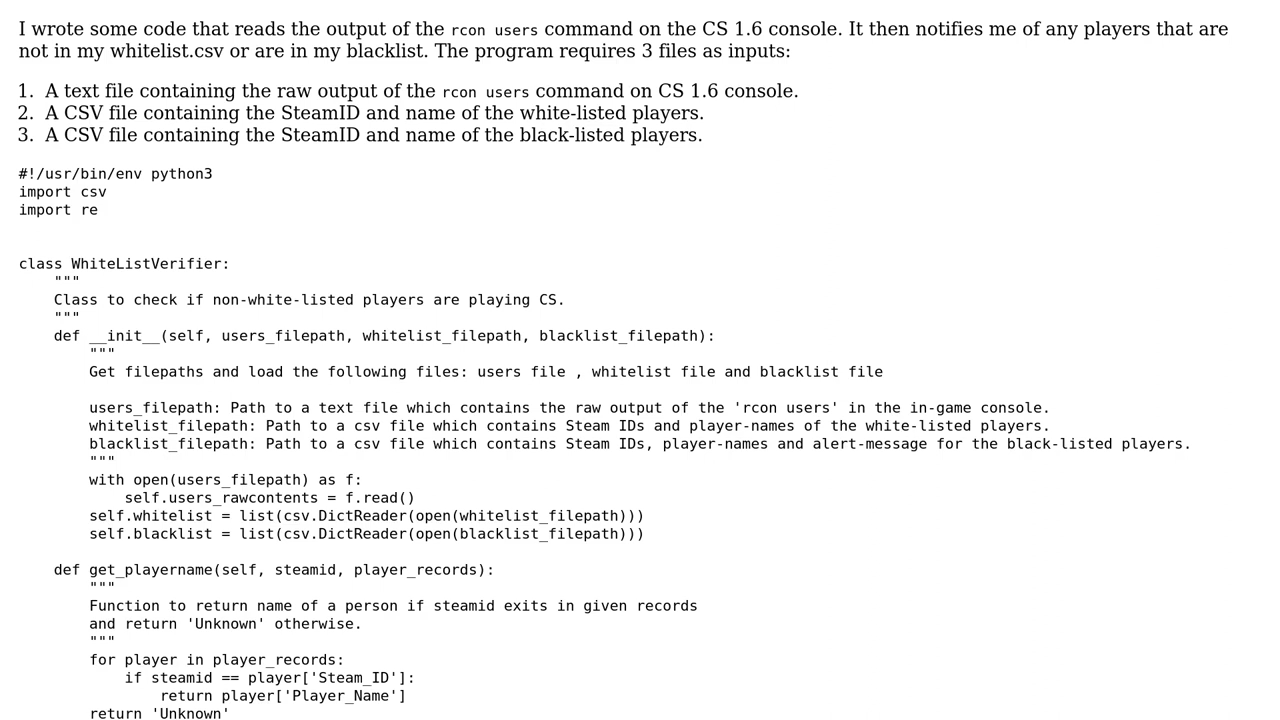 I wrote some code that reads the output of the rcon users command on the CS 1.6 console. It then notifies me of any players that are
not in my whitelist.csv or are in my blacklist. The program requires 3 files as inputs:
1. A text file containing the raw output of the rcon users command on CS 1.6 console.
2. A CSV file containing the SteamID and name of the white-listed players.
3. A CSV file containing the SteamID and name of the black-listed players.
#!/usr/bin/env python3
import csv
import re
class WhiteListVerifier:
    """
    Class to check if non-white-listed players are playing CS.
    """
    def __init__(self, users_filepath, whitelist_filepath, blacklist_filepath):
        """
        Get filepaths and load the following files: users file , whitelist file and blacklist file
        users_filepath: Path to a text file which contains the raw output of the 'rcon users' in the in-game console.
        whitelist_filepath: Path to a csv file which contains Steam IDs and player-names of the white-listed players.
        blacklist_filepath: Path to a csv file which contains Steam IDs, player-names and alert-message for the black-listed players.
        """
        with open(users_filepath) as f:
            self.users_rawcontents = f.read()
        self.whitelist = list(csv.DictReader(open(whitelist_filepath)))
        self.blacklist = list(csv.DictReader(open(blacklist_filepath)))
    def get_playername(self, steamid, player_records):
        """
        Function to return name of a person if steamid exits in given records
        and return 'Unknown' otherwise.
        """
        for player in player_records:
            if steamid == player['Steam_ID']:
                return player['Player_Name']
        return 'Unknown'